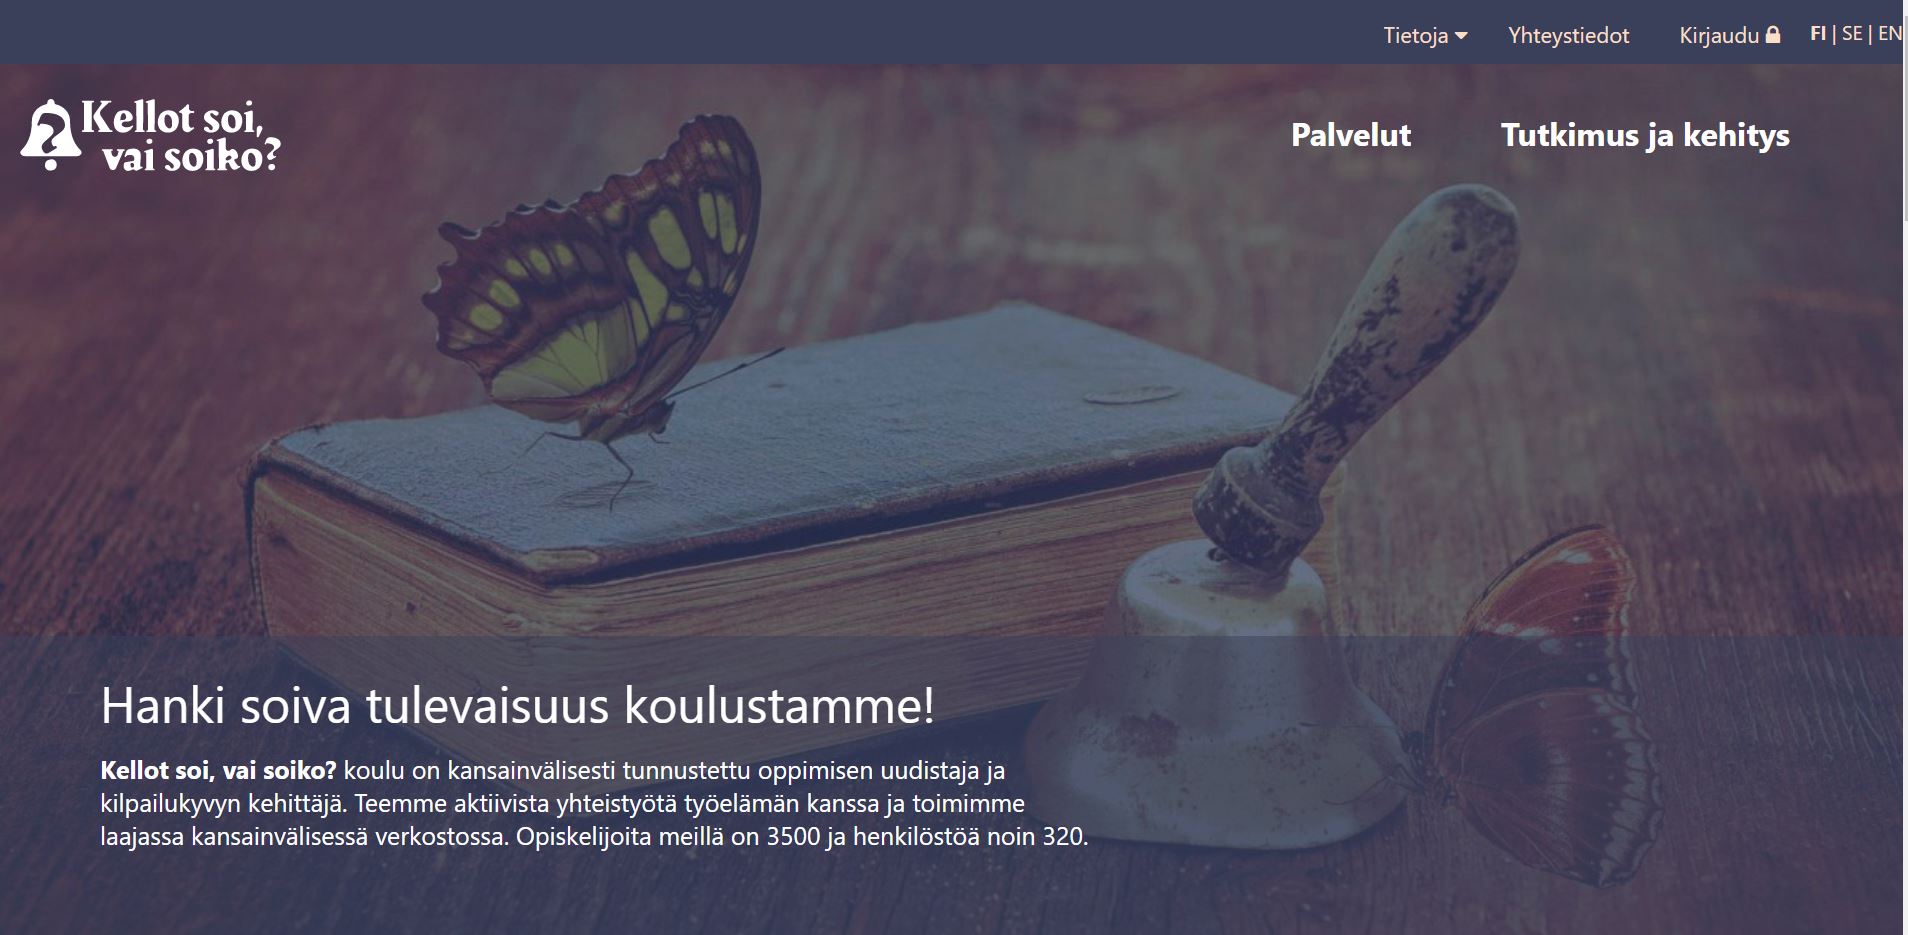 Tietoja
Yhteystiedot
Kirjaudu
FI | SE | EN
Kellot soi,
vai soiko?
Palvelut
Tutkimus ja kehitys
Hanki soiva tulevaisuus koulustamme!
Kellot soi, vai soiko? koulu on kansainvälisesti tunnustettu oppimisen uudistaja ja
kilpailukyvyn kehittäjä. Teemme aktiivista yhteistyötä työelämän kanssa ja toimimme
laajassa kansainvälisessä verkostossa. Opiskelijoita meillä on 3500 ja henkilöstöä noin 320.